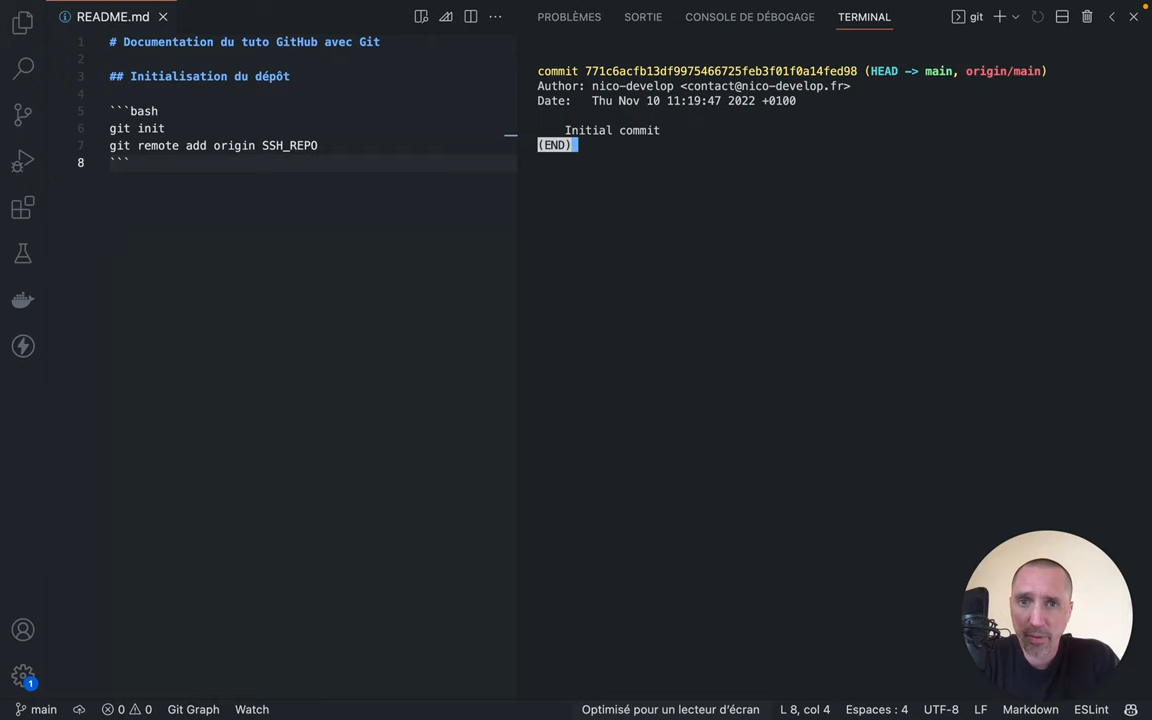 README.md
PROBLÈMES
SORTIE
CONSOLE DE DÉBOGAGE
TERMINAL
git
1 # Documentation du tuto GitHub avec Git
2
3 ## Initialisation du dépôt
4
5 ```bash
6 git init
7 git remote add origin SSH_REPO
8 ```
commit 771c6acfb13df9975466725feb3f01f0a14fed98 (HEAD -> main, origin/main)
Author: nico-develop <contact@nico-develop.fr>
Date:   Thu Nov 10 11:19:47 2022 +0100
Initial commit
(END)
1
main
0
0
Git Graph
Watch
Optimisé pour un lecteur d'écran
L 8, col 4
Espaces : 4
UTF-8
LF
Markdown
ESLint